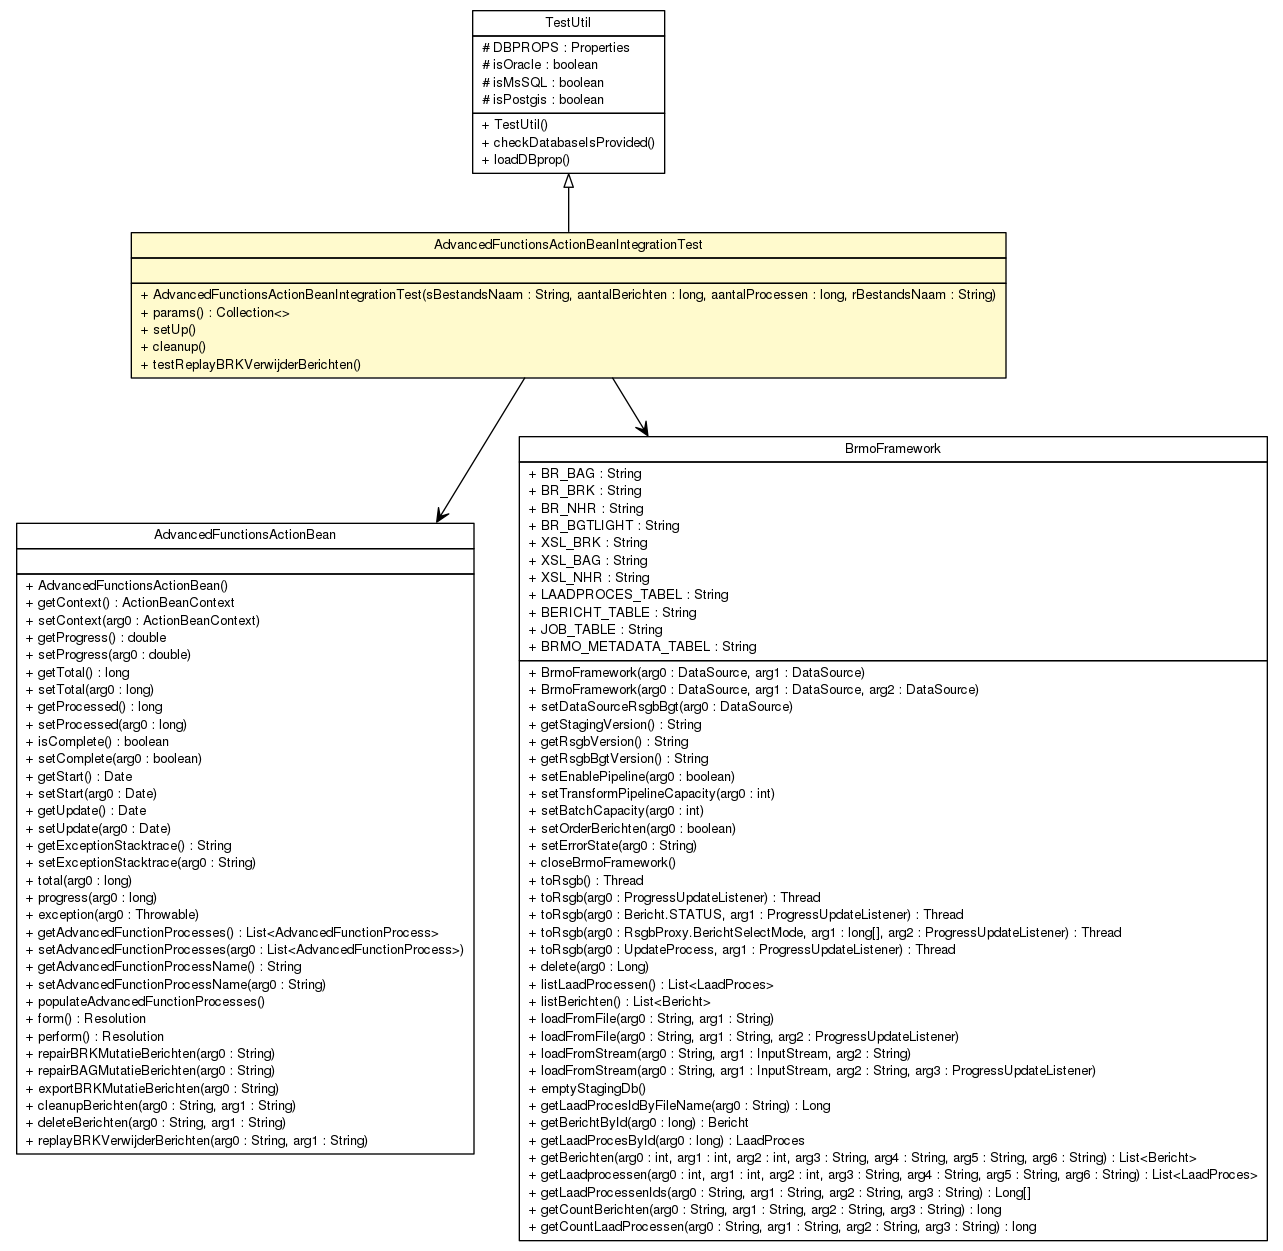 TestUtil
# DBPROPS : Properties
# isOracle : boolean
# isMsSQL : boolean
# isPostgis : boolean
+ TestUtil()
+ checkDatabaseIsProvided()
+ loadDBprop()
AdvancedFunctionsActionBeanIntegrationTest
+ AdvancedFunctionsActionBeanIntegrationTest(sBestandsNaam : String, aantalBerichten : long, aantalProcessen : long, rBestandsNaam : String)
+ params() : Collection<>
+ setUp()
+ cleanup()
+ testReplayBRKVerwijderBerichten()
AdvancedFunctionsActionBean
+ AdvancedFunctionsActionBean()
+ getContext() : ActionBeanContext
+ setContext(arg0 : ActionBeanContext)
+ getProgress() : double
+ setProgress(arg0 : double)
+ getTotal() : long
+ setTotal(arg0 : long)
+ getProcessed() : long
+ setProcessed(arg0 : long)
+ isComplete() : boolean
+ setComplete(arg0 : boolean)
+ getStart() : Date
+ setStart(arg0 : Date)
+ getUpdate() : Date
+ setUpdate(arg0 : Date)
+ getExceptionStacktrace() : String
+ setExceptionStacktrace(arg0 : String)
+ total(arg0 : long)
+ progress(arg0 : long)
+ exception(arg0 : Throwable)
+ getAdvancedFunctionProcesses() : List<AdvancedFunctionProcess>
+ setAdvancedFunctionProcesses(arg0 : List<AdvancedFunctionProcess>)
+ getAdvancedFunctionProcessName() : String
+ setAdvancedFunctionProcessName(arg0 : String)
+ populateAdvancedFunctionProcesses()
+ form() : Resolution
+ perform() : Resolution
+ repairBRKMutatieBerichten(arg0 : String)
+ repairBAGMutatieBerichten(arg0 : String)
+ exportBRKMutatieBerichten(arg0 : String)
+ cleanupBerichten(arg0 : String, arg1 : String)
+ deleteBerichten(arg0 : String, arg1 : String)
+ replayBRKVerwijderBerichten(arg0 : String, arg1 : String)
BrmoFramework
+ BR_BAG : String
+ BR_BRK : String
+ BR_NHR : String
+ BR_BGTLIGHT : String
+ XSL_BRK : String
+ XSL_BAG : String
+ XSL_NHR : String
+ LAADPROCES_TABEL : String
+ BERICHT_TABLE : String
+ JOB_TABLE : String
+ BRMO_METADATA_TABEL : String
+ BrmoFramework(arg0 : DataSource, arg1 : DataSource)
+ BrmoFramework(arg0 : DataSource, arg1 : DataSource, arg2 : DataSource)
+ setDataSourceRsgbBgt(arg0 : DataSource)
+ getStagingVersion() : String
+ getRsgbVersion() : String
+ getRsgbBgtVersion() : String
+ setEnablePipeline(arg0 : boolean)
+ setTransformPipelineCapacity(arg0 : int)
+ setBatchCapacity(arg0 : int)
+ setOrderBerichten(arg0 : boolean)
+ setErrorState(arg0 : String)
+ closeBrmoFramework()
+ toRsgb() : Thread
+ toRsgb(arg0 : ProgressUpdateListener) : Thread
+ toRsgb(arg0 : Bericht.STATUS, arg1 : ProgressUpdateListener) : Thread
+ toRsgb(arg0 : RsgbProxy.BerichtSelectMode, arg1 : long[], arg2 : ProgressUpdateListener) : Thread
+ toRsgb(arg0 : UpdateProcess, arg1 : ProgressUpdateListener) : Thread
+ delete(arg0 : Long)
+ listLaadProcessen() : List<LaadProces>
+ listBerichten() : List<Bericht>
+ loadFromFile(arg0 : String, arg1 : String)
+ loadFromFile(arg0 : String, arg1 : String, arg2 : ProgressUpdateListener)
+ loadFromStream(arg0 : String, arg1 : InputStream, arg2 : String)
+ loadFromStream(arg0 : String, arg1 : InputStream, arg2 : String, arg3 : ProgressUpdateListener)
+ emptyStagingDb()
+ getLaadProcesIdByFileName(arg0 : String) : Long
+ getBerichtById(arg0 : long) : Bericht
+ getLaadProcesById(arg0 : long) : LaadProces
+ getBerichten(arg0 : int, arg1 : int, arg2 : int, arg3 : String, arg4 : String, arg5 : String, arg6 : String) : List<Bericht>
+ getLaadprocessen(arg0 : int, arg1 : int, arg2 : int, arg3 : String, arg4 : String, arg5 : String, arg6 : String) : List<LaadProces>
+ getLaadProcessenIds(arg0 : String, arg1 : String, arg2 : String, arg3 : String) : Long[]
+ getCountBerichten(arg0 : String, arg1 : String, arg2 : String, arg3 : String) : long
+ getCountLaadProcessen(arg0 : String, arg1 : String, arg2 : String, arg3 : String) : long